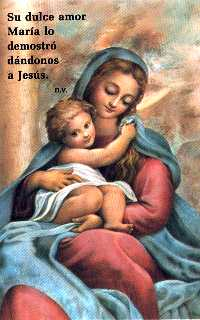 Su dulce amor
María lo
demostró
dándonos
a Jesús.
n.v.